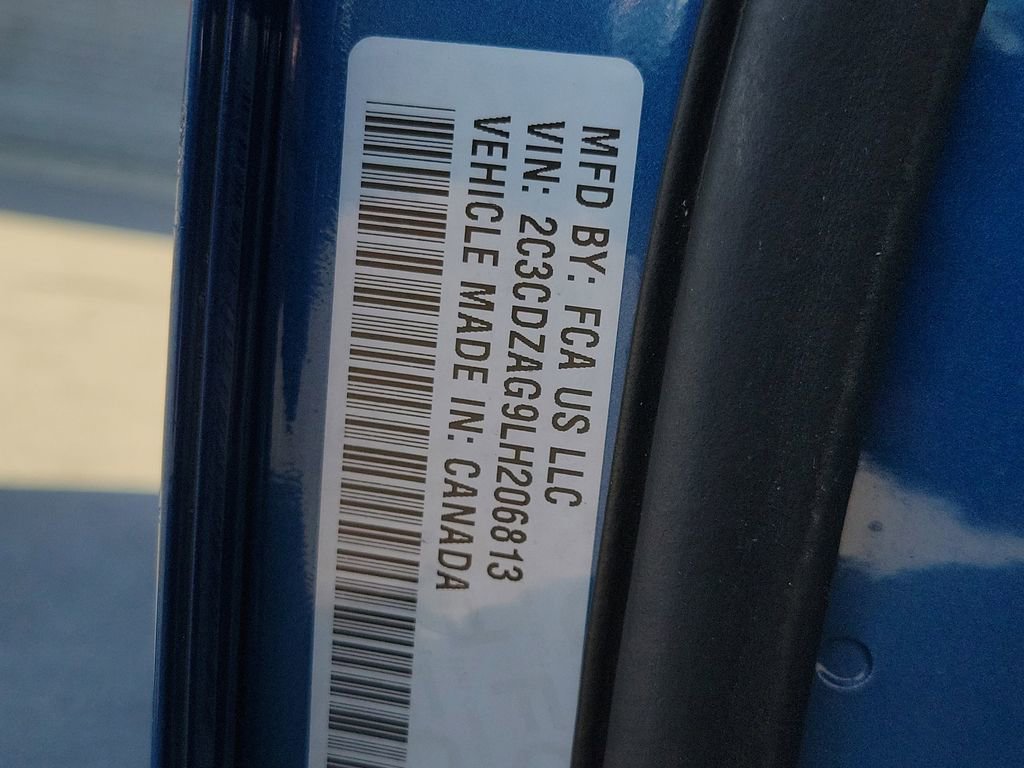 MFD BY: FCA US LLC
VIN: 2C3CDZAG9LH206813
VEHICLE MADE IN: CANADA